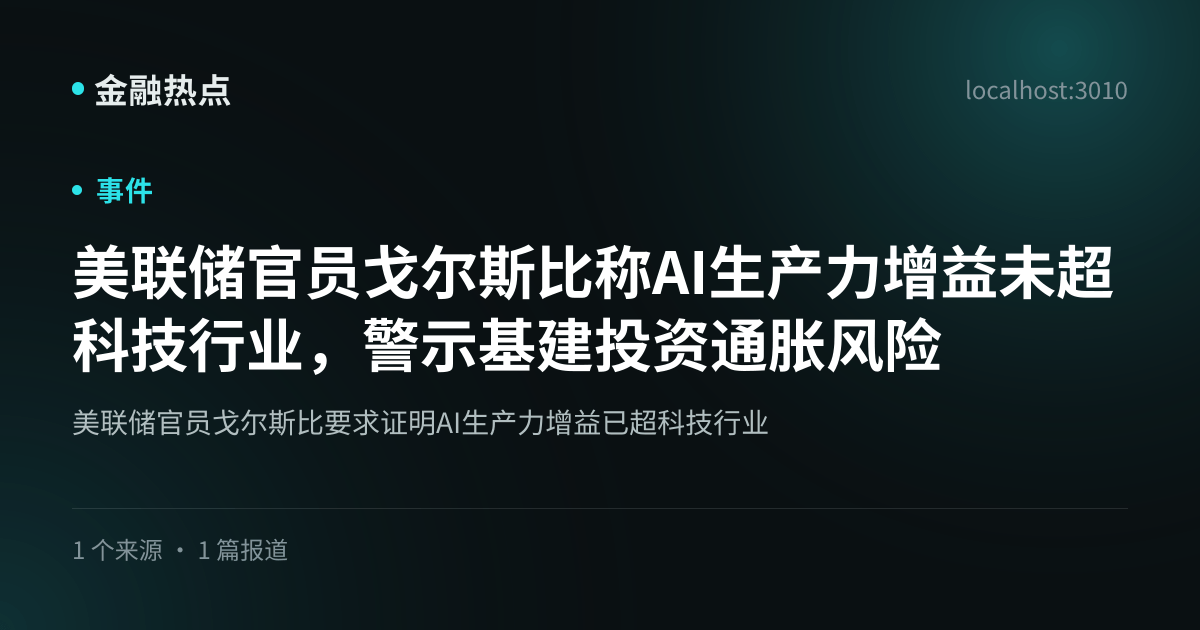 金融热点
localhost:3010
事件
美联储官员戈尔斯比称AI生产力增益未超
科技行业，警示基建投资通胀风险
美联储官员戈尔斯比要求证明AI生产力增益已超科技行业
1 个来源 · 1 篇报道